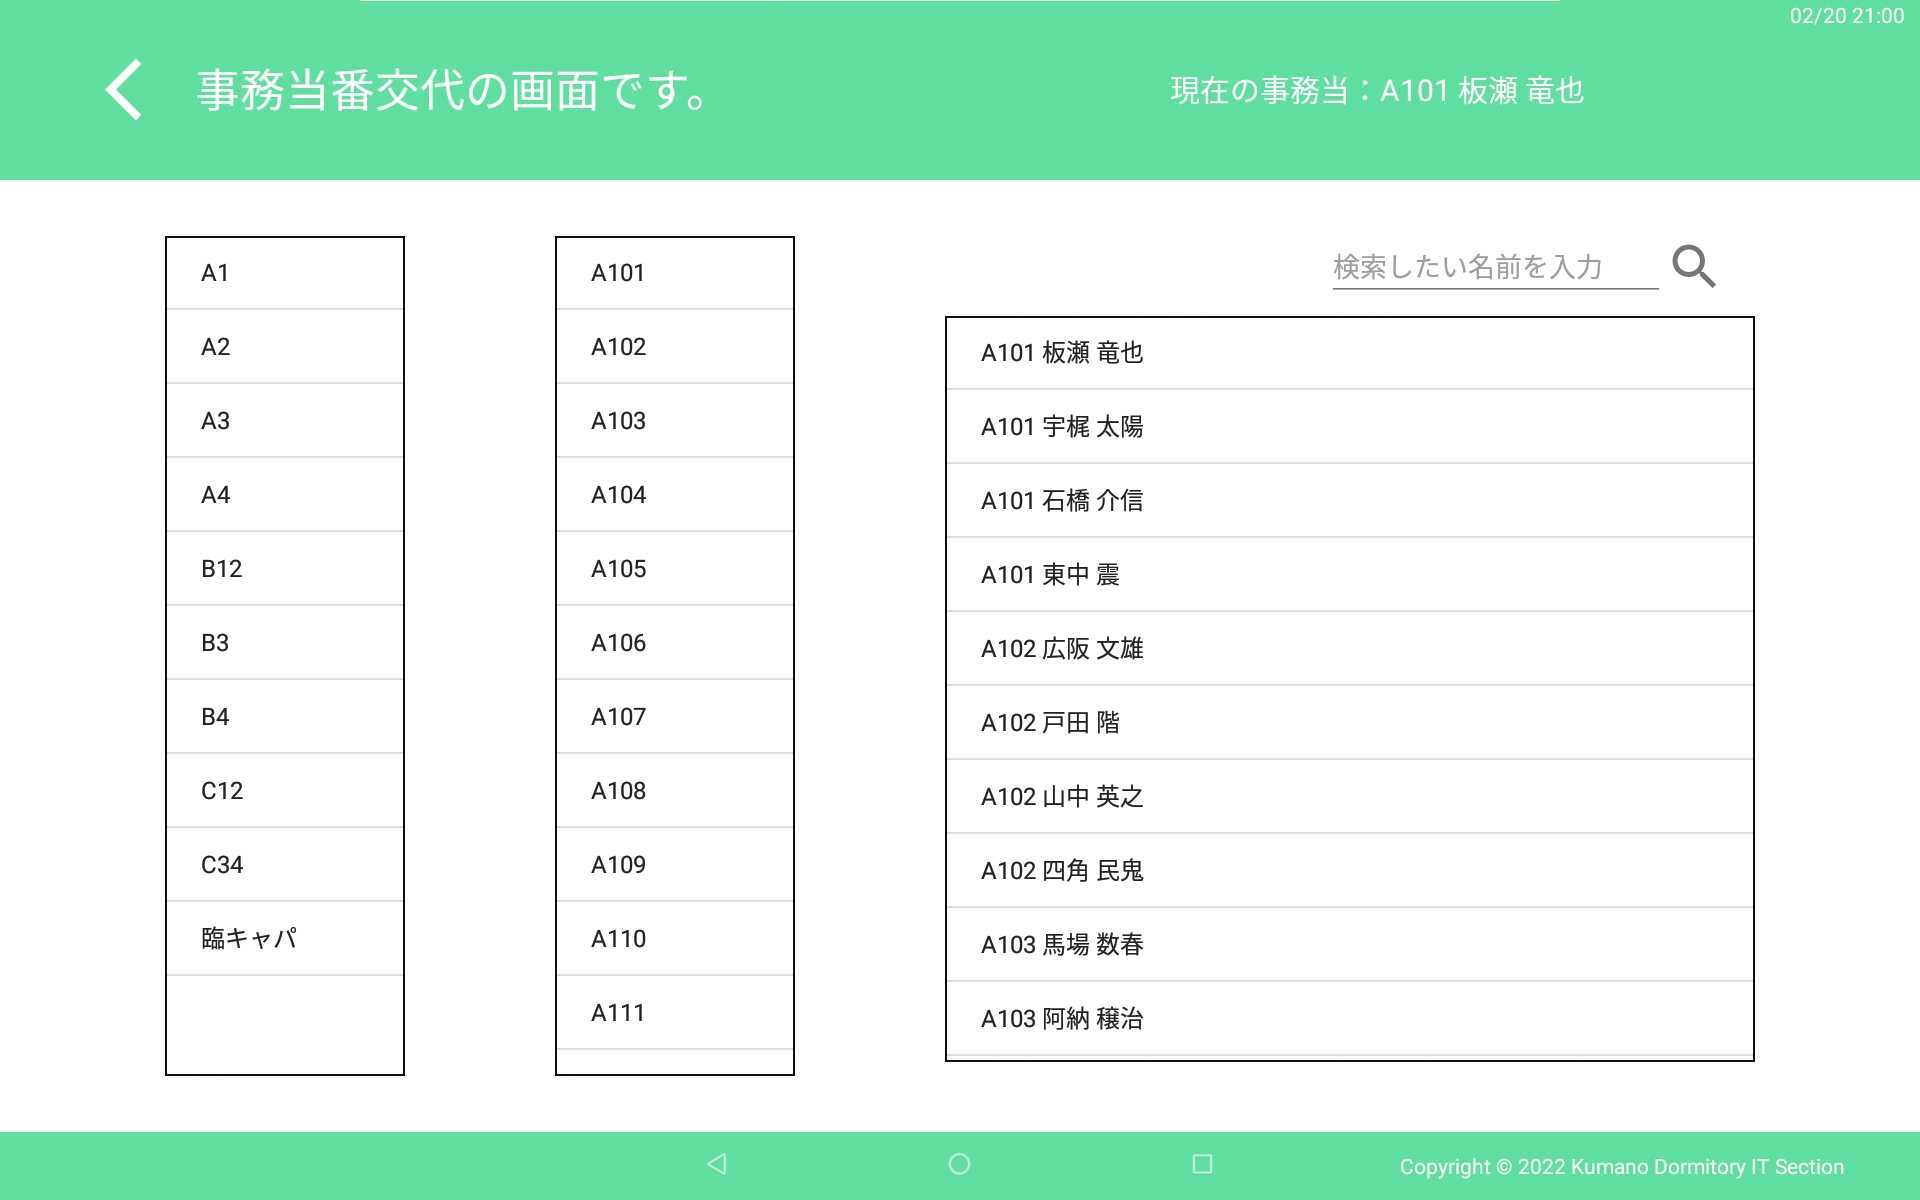 02/20 21:00
事務当番交代の画面です。
現在の事務当：A101 板瀬 竜也
A1
A2
A3
A4
B12
B3
B4
C12
C34
臨キャパ
A101
A102
A103
A104
A105
A106
A107
A108
A109
A110
A111
検索したい名前を入力
A101 板瀬 竜也
A101 宇梶 太陽
A101 石橋 介信
A101 東中 震
A102 広阪 文雄
A102 戸田 階
A102 山中 英之
A102 四角 民鬼
A103 馬場 数春
A103 阿納 穣治
Copyright © 2022 Kumano Dormitory IT Section